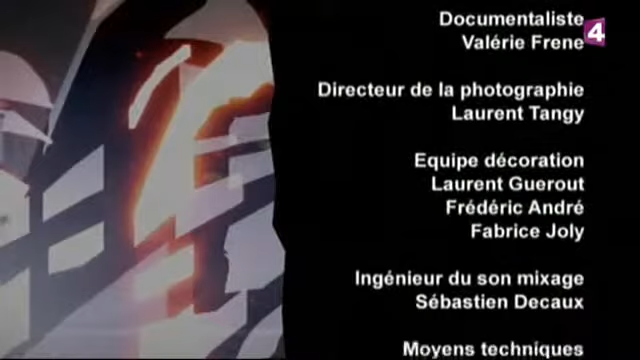 Documentaliste
4
Valérie Frene
Directeur de la photographie
Laurent Tangy
Equipe décoration
Laurent Guerout
Frédéric André
Fabrice Joly
Ingénieur du son mixage
Sébastien Decaux
Moyens techniques